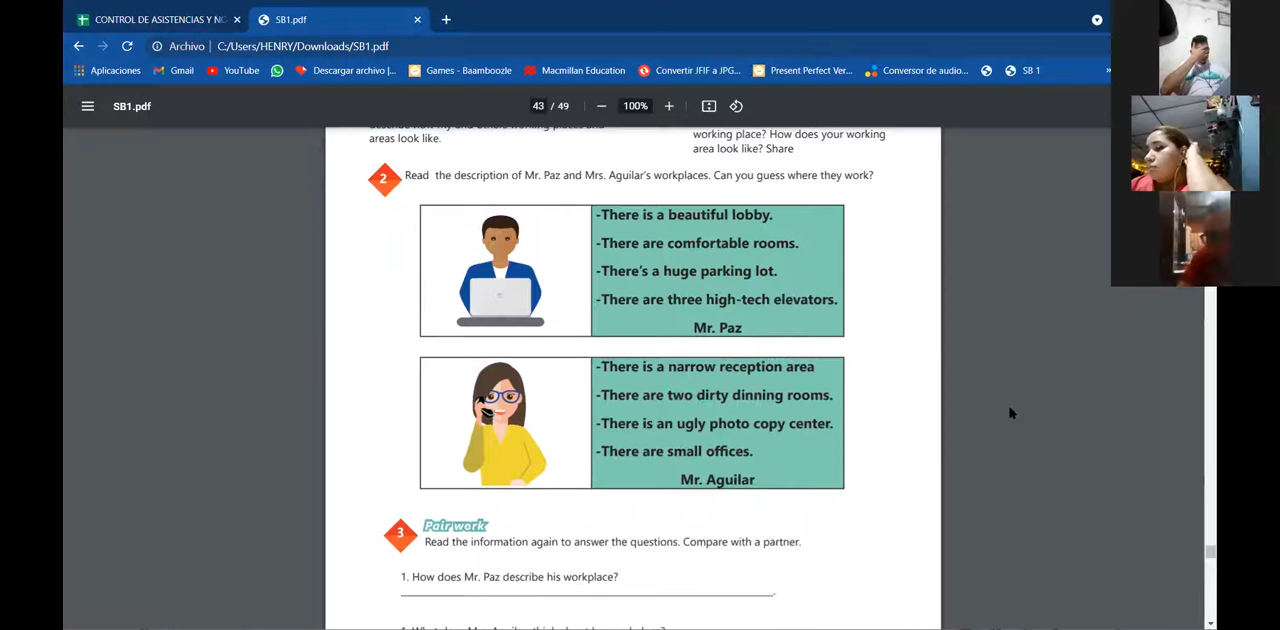 CONTROL DE ASISTENCIAS Y NO
SB1.pdf
Archivo
C:/Users/HENRY/Downloads/SB1.pdf
Aplicaciones
Gmail
YouTube
Descargar archivo |...
Games - Baamboozle
Macmillan Education
Convertir JFIF a JPG...
Present Perfect Ver...
Conversor de audio...
SB 1
»
SB1.pdf
43 / 49
100%
areas look like.
working place? How does your working
area look like? Share
2
Read the description of Mr. Paz and Mrs. Aguilar's workplaces. Can you guess where they work?
-There is a beautiful lobby.
-There are comfortable rooms.
-There's a huge parking lot.
-There are three high-tech elevators.
Mr. Paz
-There is a narrow reception area
-There are two dirty dinning rooms.
-There is an ugly photo copy center.
-There are small offices.
Mr. Aguilar
3
Pair work
Read the information again to answer the questions. Compare with a partner.
1. How does Mr. Paz describe his workplace?